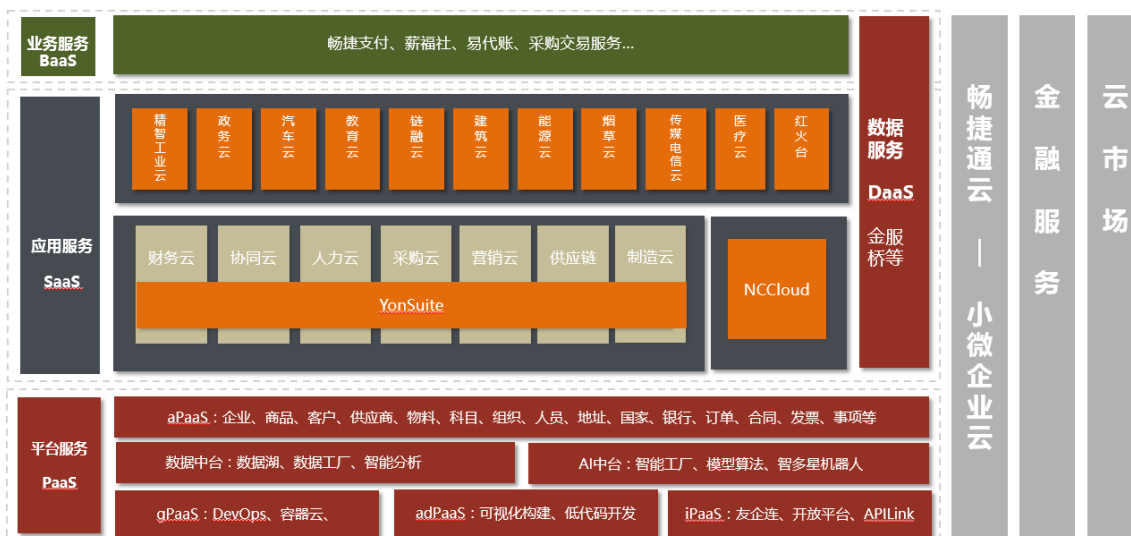 业务服务
BaaS
畅捷支付、薪福社、易代账、采购交易服务...
应用服务
SaaS
精智工业云
政务云
汽车云
教育云
链融云
建筑云
能源云
烟草云
传媒电信云
医疗云
红火台
财务云
协同云
人力云
采购云
营销云
供应链
制造云
YonSuite
NCCloud
数据
服务
DaaS
金服
桥等
平台服务
PaaS
aPaaS：企业、商品、客户、供应商、物料、科目、组织、人员、地址、国家、银行、订单、合同、发票、事项等
数据中台：数据湖、数据工厂、智能分析
AI中台：智能工厂、模型算法、智多星机器人
gPaaS：DevOps、容器云、
adPaaS：可视化构建、低代码开发
iPaaS：友企连、开放平台、APILink
畅捷通云｜小微企业云
金融服务
云市场